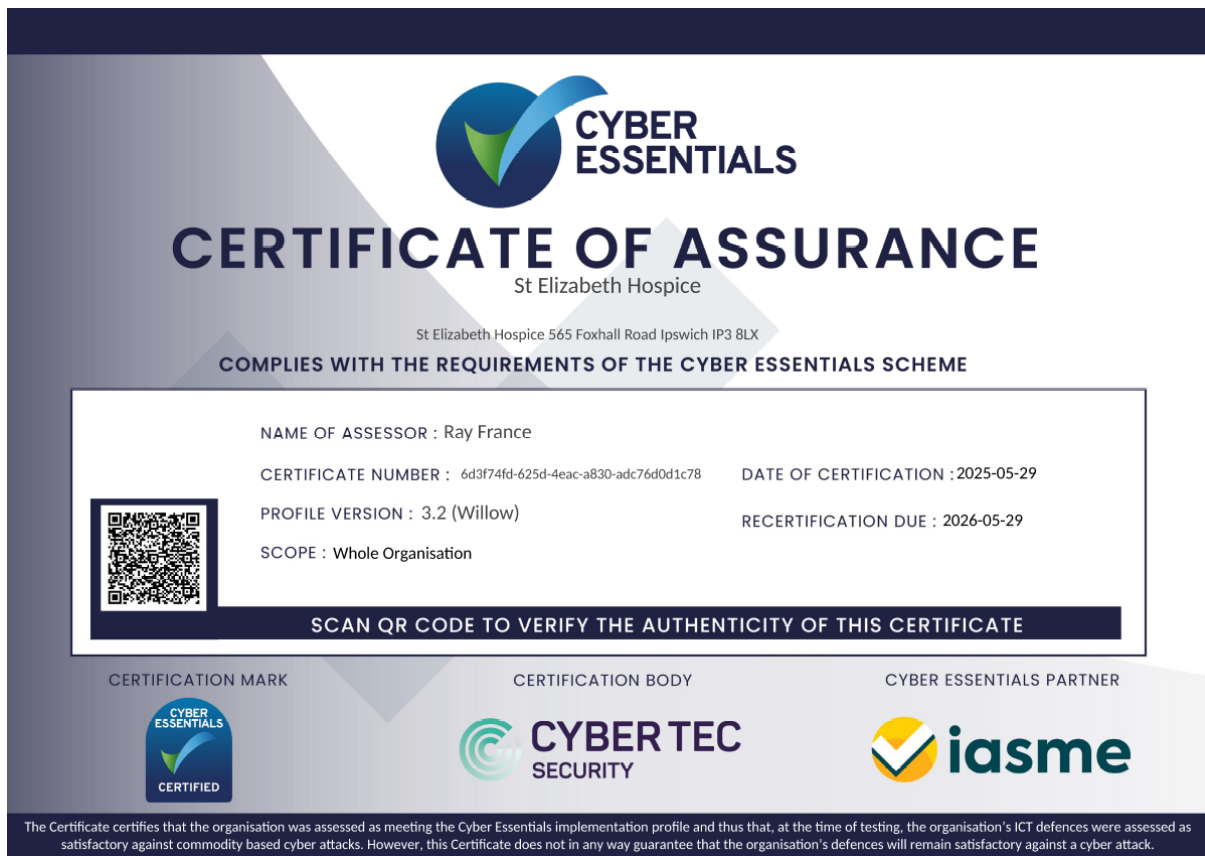 CYBER
ESSENTIALS
CERTIFICATE OF ASSURANCE
St Elizabeth Hospice
St Elizabeth Hospice 565 Foxhall Road Ipswich IP3 8LX
COMPLIES WITH THE REQUIREMENTS OF THE CYBER ESSENTIALS SCHEME
NAME OF ASSESSOR : Ray France
CERTIFICATE NUMBER : 6d3f74fd-625d-4eac-a830-adc76d0d1c78
DATE OF CERTIFICATION : 2025-05-29
PROFILE VERSION : 3.2 (Willow)
RECERTIFICATION DUE : 2026-05-29
SCOPE : Whole Organisation
SCAN QR CODE TO VERIFY THE AUTHENTICITY OF THIS CERTIFICATE
CERTIFICATION MARK
CYBER
ESSENTIALS
CERTIFIED
CERTIFICATION BODY
CYBER TEC
SECURITY
CYBER ESSENTIALS PARTNER
iasme
The Certificate certifies that the organisation was assessed as meeting the Cyber Essentials implementation profile and thus that, at the time of testing, the organisation's ICT defences were assessed as
satisfactory against commodity based cyber attacks. However, this Certificate does not in any way guarantee that the organisation's defences will remain satisfactory against a cyber attack.